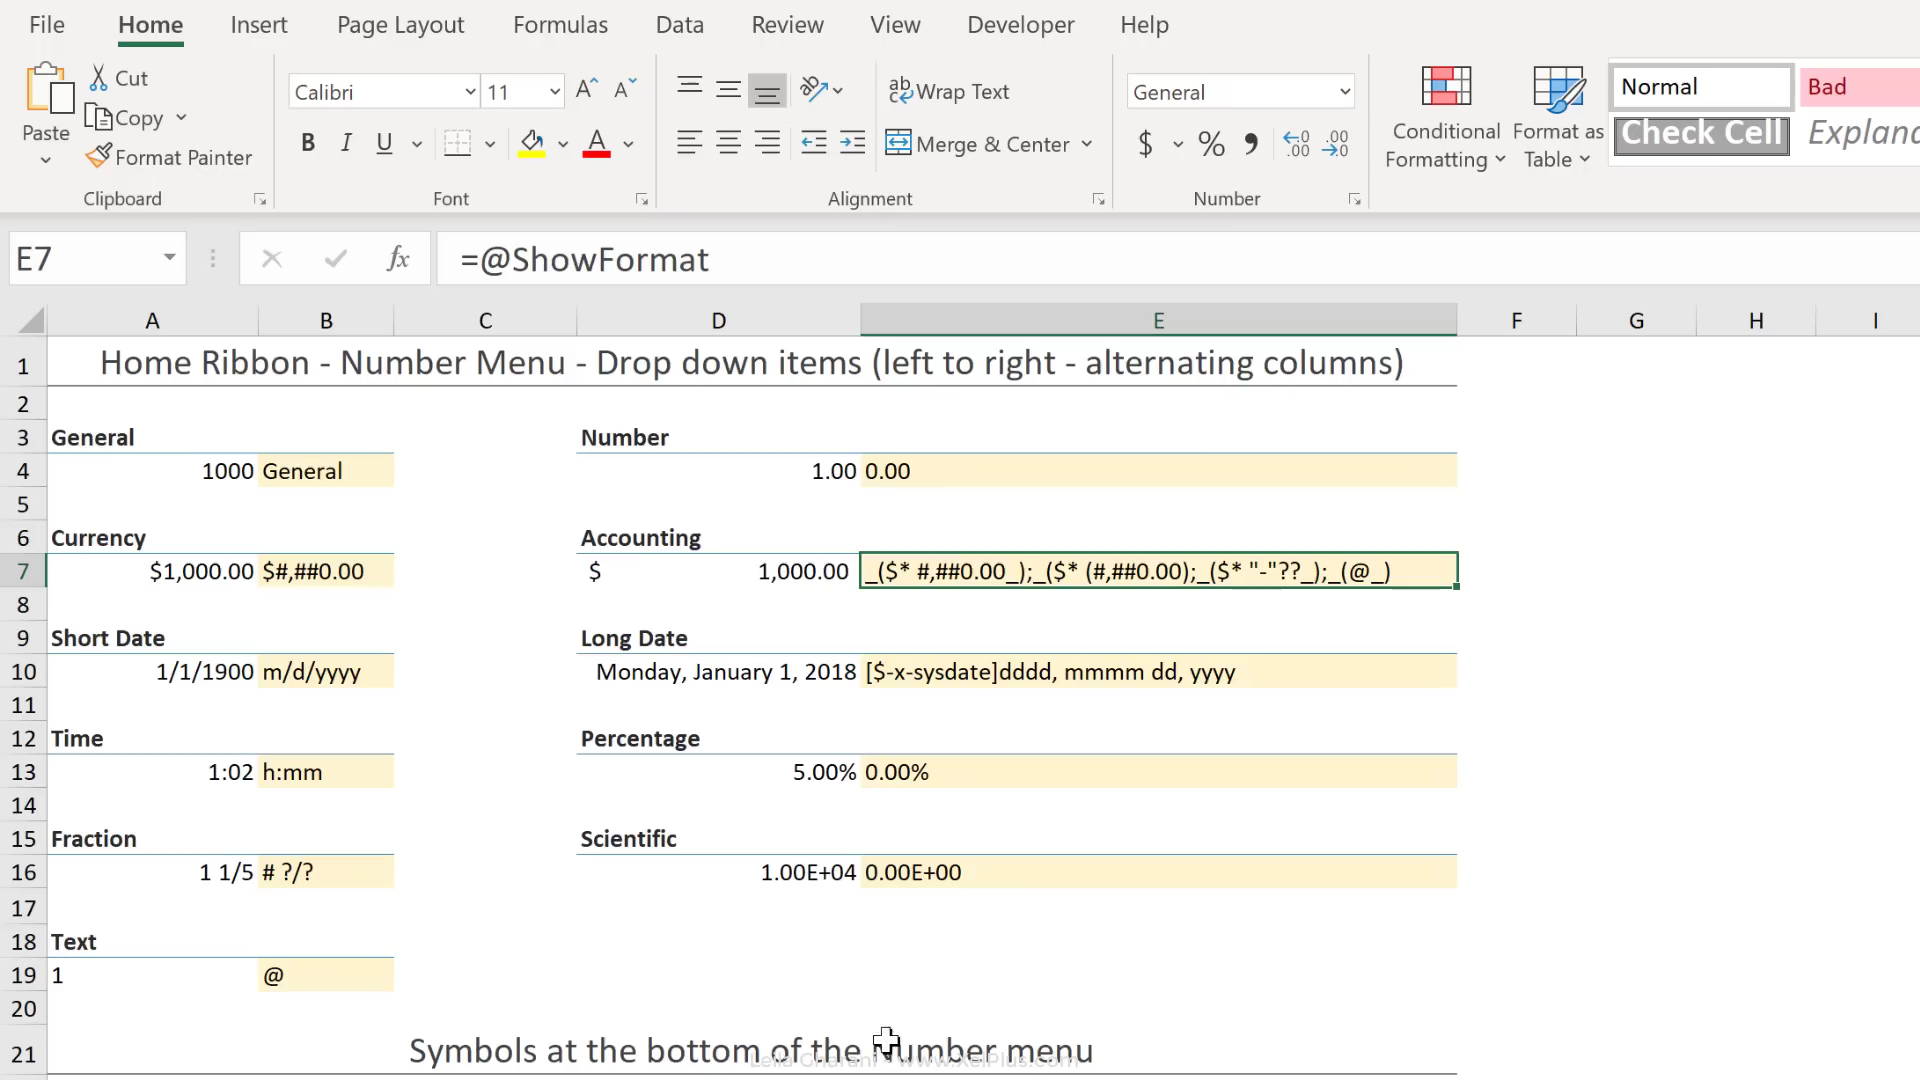 File Home Insert Page Layout Formulas Data Review View Developer Help
Paste
Cut
Copy
Format Painter
Clipboard
Calibri 11
B I U
Font
Wrap Text
Merge & Center
Alignment
General
$ % ,
Number
Conditional Formatting
Format as Table
Normal Bad
Check Cell Explana
E7 fx =@ShowFormat
A B C D E F G H I
1 Home Ribbon - Number Menu - Drop down items (left to right - alternating columns)
2
3 General Number
4 1000 General 1.00 0.00
5
6 Currency Accounting
7 $1,000.00 $#,##0.00 $ 1,000.00 _($* #,##0.00_);_($* (#,##0.00);_($* "-"??_);_(@_)
8
9 Short Date Long Date
10 1/1/1900 m/d/yyyy Monday, January 1, 2018 [$-x-sysdate]dddd, mmmm dd, yyyy
11
12 Time Percentage
13 1:02 h:mm 5.00% 0.00%
14
15 Fraction Scientific
16 1 1/5 # ?/? 1.00E+04 0.00E+00
17
18 Text
19 1 @
20
21 Symbols at the bottom of the number menu